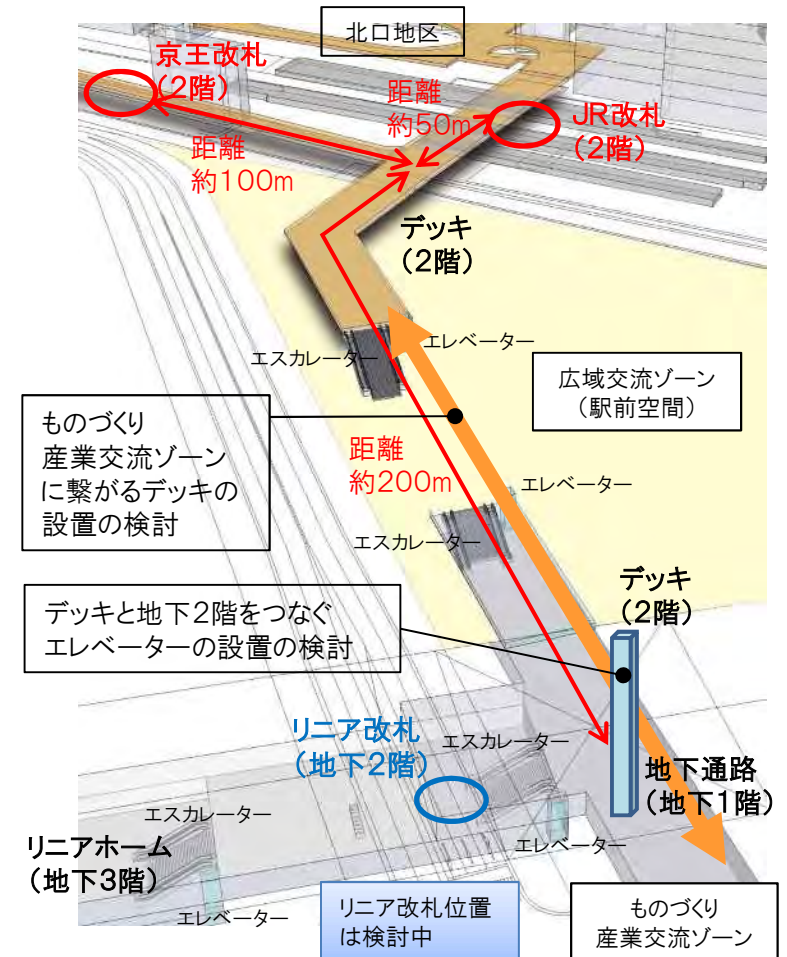 北口地区
京王改札
(2階)
距離
約50m
JR改札
(2階)
距離
約100m
デッキ
(2階)
エスカレーター
エレベーター
広域交流ゾーン
(駅前空間)
ものづくり
産業交流ゾーン
に繋がるデッキの
設置の検討
距離
約200m
エレベーター
エスカレーター
デッキ
(2階)
デッキと地下2階をつなぐ
エレベーターの設置の検討
リニア改札
(地下2階)
エスカレーター
地下通路
(地下1階)
エスカレーター
リニアホーム
(地下3階)
エレベーター
エレベーター
リニア改札位置
は検討中
ものづくり
産業交流ゾーン